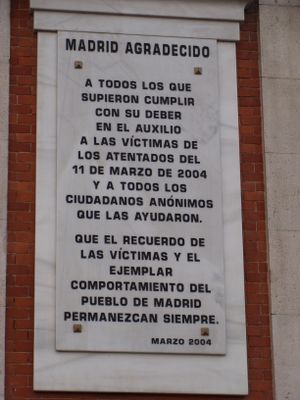 MADRID AGRADECIDO
A TODOS LOS QUE
SUPIERON CUMPLIR
CON SU DEBER
EN EL AUXILIO
A LAS VÍCTIMAS DE
LOS ATENTADOS DEL
11 DE MARZO DE 2004
Y A TODOS LOS
CIUDADANOS ANÓNIMOS
QUE LAS AYUDARON.
QUE EL RECUERDO DE
LAS VÍCTIMAS Y EL
EJEMPLAR
COMPORTAMIENTO DEL
PUEBLO DE MADRID
PERMANEZCAN SIEMPRE.
MARZO 2004